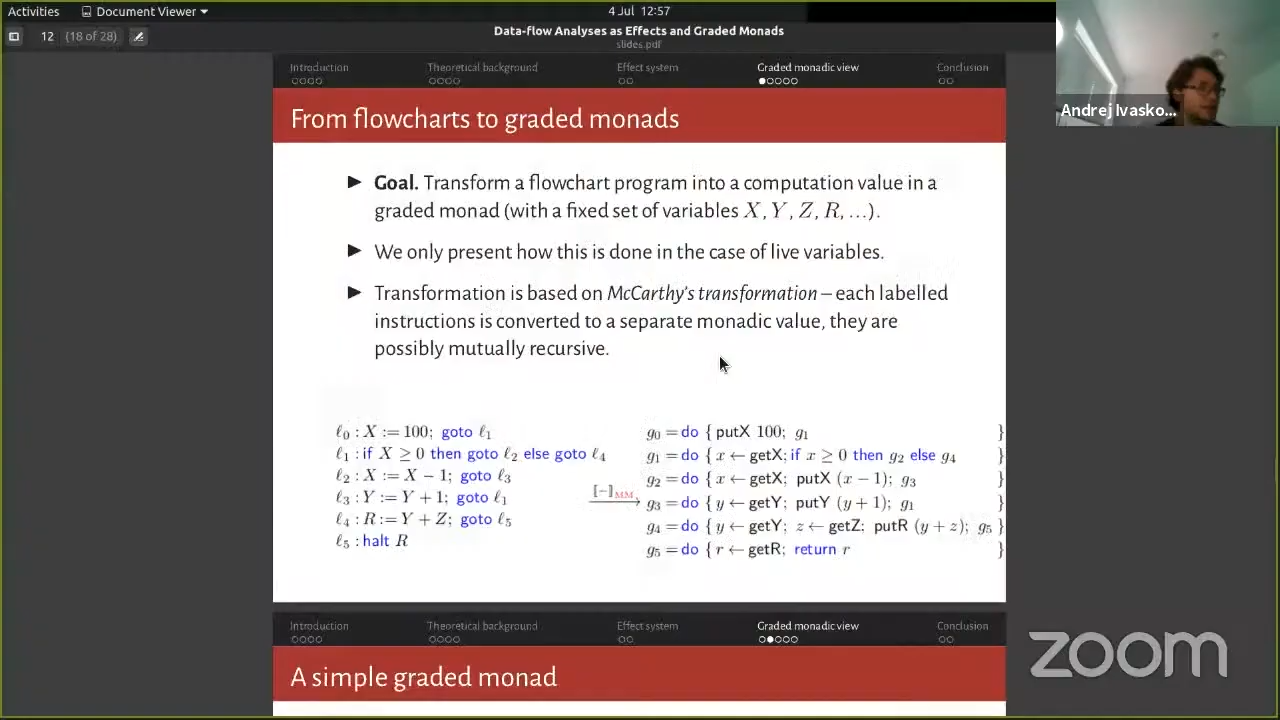 Activities Document Viewer 4 Jul 12:57
12 (18 of 28) Data-flow Analyses as Effects and Graded Monads
slides.pdf
Introduction Theoretical background Effect system Graded monadic view Conclusion
From flowcharts to graded monads
Andrej Ivasko...
► Goal. Transform a flowchart program into a computation value in a
graded monad (with a fixed set of variables X, Y, Z, R, …).
► We only present how this is done in the case of live variables.
► Transformation is based on McCarthy's transformation – each labelled
instructions is converted to a separate monadic value, they are
possibly mutually recursive.
ℓ₀ : X := 100; goto ℓ₁
ℓ₁ : if X ≥ 0 then goto ℓ₂ else goto ℓ₄
ℓ₂ : X := X − 1; goto ℓ₃
ℓ₃ : Y := Y + 1; goto ℓ₁
ℓ₄ : R := Y + Z; goto ℓ₅
ℓ₅ : halt R
⟦−⟧MM
g₀ = do { putX 100; g₁ }
g₁ = do { x ← getX; if x ≥ 0 then g₂ else g₄ }
g₂ = do { x ← getX; putX (x − 1); g₃ }
g₃ = do { y ← getY; putY (y + 1); g₁ }
g₄ = do { y ← getY; z ← getZ; putR (y + z); g₅ }
g₅ = do { r ← getR; return r }
Introduction Theoretical background Effect system Graded monadic view Conclusion
A simple graded monad
zoom